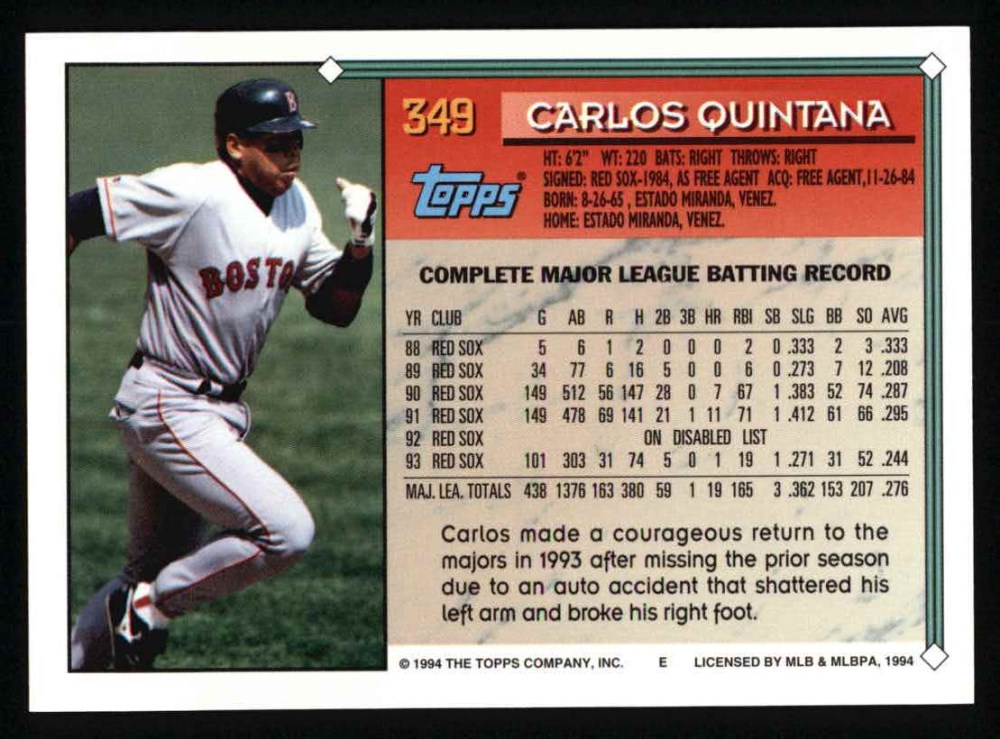 349
CARLOS QUINTANA
topps®
HT: 6'2" WT: 220 BATS: RIGHT THROWS: RIGHT
SIGNED: RED SOX-1984, AS FREE AGENT ACQ: FREE AGENT,11-26-84
BORN: 8-26-65 , ESTADO MIRANDA, VENEZ.
HOME: ESTADO MIRANDA, VENEZ.
B
BOSTO
COMPLETE MAJOR LEAGUE BATTING RECORD
YR CLUB G AB R H 2B 3B HR RBI SB SLG BB SO AVG
88 RED SOX 5 6 1 2 0 0 0 2 0 .333 2 3 .333
89 RED SOX 34 77 6 16 5 0 0 6 0 .273 7 12 .208
90 RED SOX 149 512 56 147 28 0 7 67 1 .383 52 74 .287
91 RED SOX 149 478 69 141 21 1 11 71 1 .412 61 66 .295
92 RED SOX ON DISABLED LIST
93 RED SOX 101 303 31 74 5 0 1 19 1 .271 31 52 .244
MAJ. LEA. TOTALS 438 1376 163 380 59 1 19 165 3 .362 153 207 .276
Carlos made a courageous return to the
majors in 1993 after missing the prior season
due to an auto accident that shattered his
left arm and broke his right foot.
© 1994 THE TOPPS COMPANY, INC. E LICENSED BY MLB & MLBPA, 1994